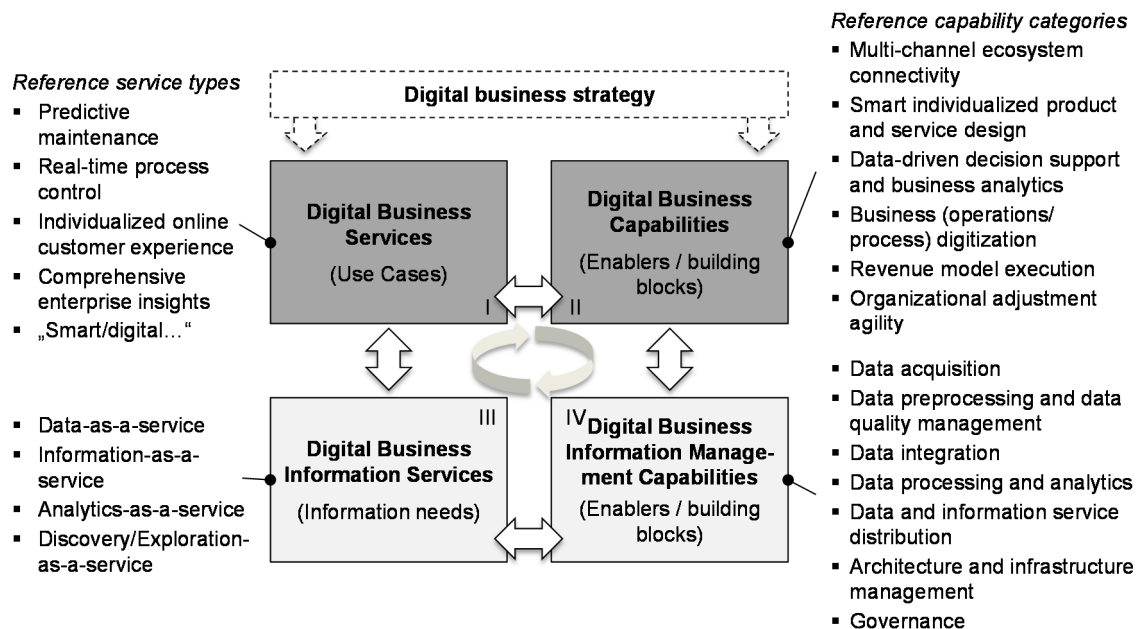 Reference service types
▪ Predictive
maintenance
▪ Real-time process
control
▪ Individualized online
customer experience
▪ Comprehensive
enterprise insights
▪ „Smart/digital…“
▪ Data-as-a-service
▪ Information-as-a-
service
▪ Analytics-as-a-service
▪ Discovery/Exploration-
as-a-service
Digital business strategy
Digital Business
Services
(Use Cases)
I
Digital Business
Capabilities
(Enablers / building
blocks)
II
III
Digital Business
Information Services
(Information needs)
IV
Digital Business
Information Manage-
ment Capabilities
(Enablers / building
blocks)
Reference capability categories
▪ Multi-channel ecosystem
connectivity
▪ Smart individualized product
and service design
▪ Data-driven decision support
and business analytics
▪ Business (operations/
process) digitization
▪ Revenue model execution
▪ Organizational adjustment
agility
▪ Data acquisition
▪ Data preprocessing and data
quality management
▪ Data integration
▪ Data processing and analytics
▪ Data and information service
distribution
▪ Architecture and infrastructure
management
▪ Governance